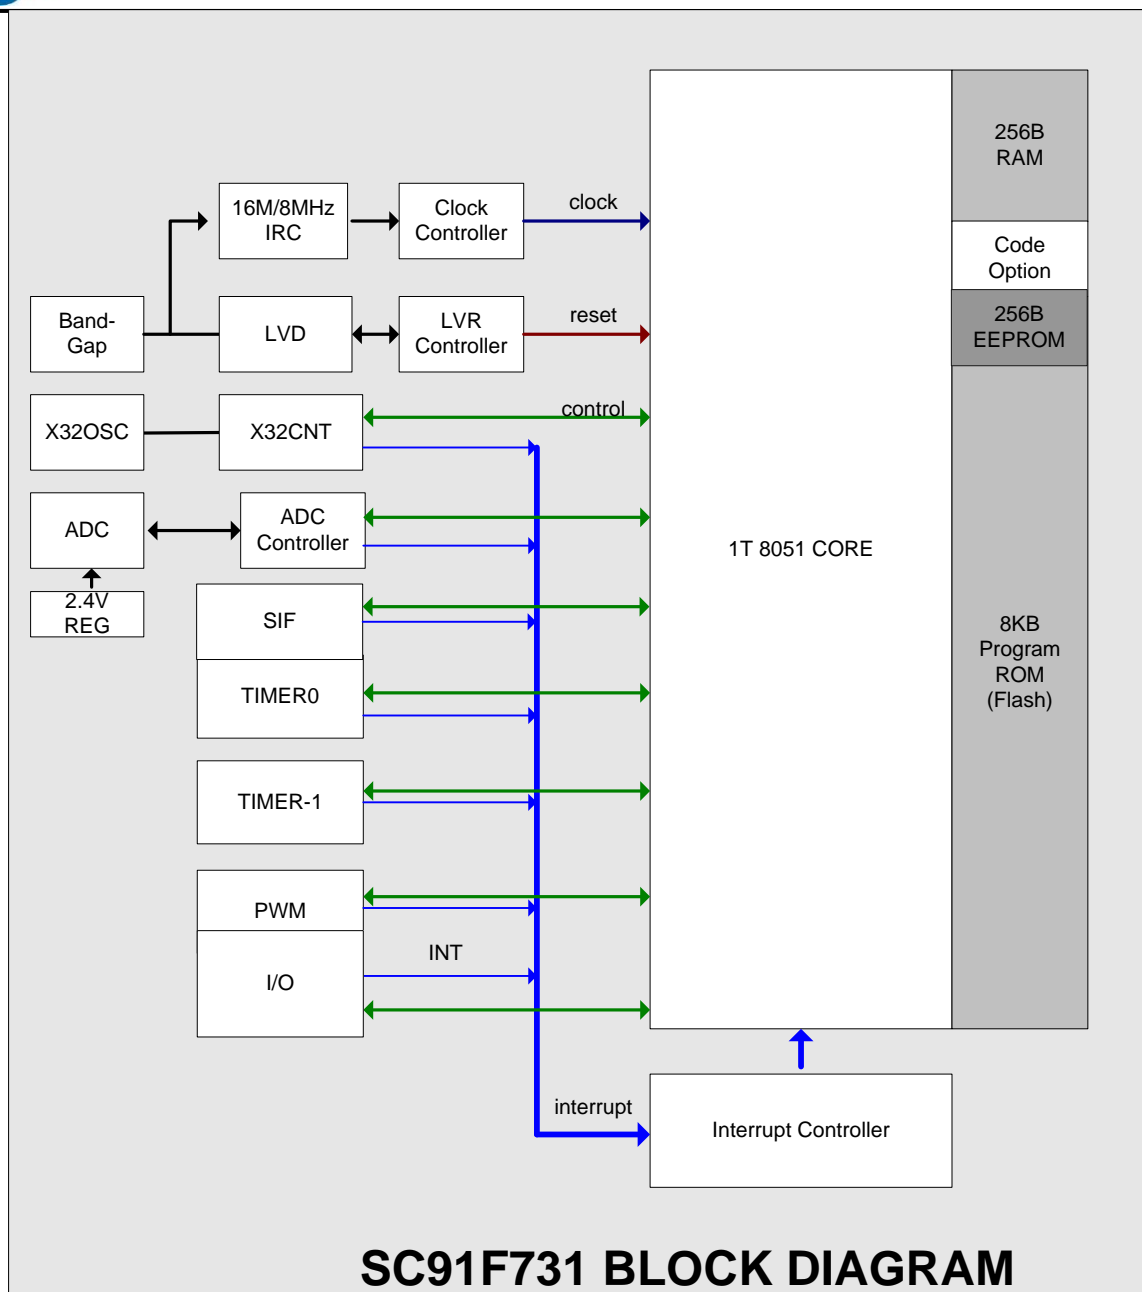 256B
RAM
16M/8MHz
IRC
Clock
Controller
clock
Code
Option
Band-
Gap
LVD
LVR
Controller
reset
256B
EEPROM
X32OSC
X32CNT
control
ADC
ADC
Controller
1T 8051 CORE
2.4V
REG
SIF
8KB
Program
ROM
(Flash)
TIMER0
TIMER-1
PWM
INT
I/O
interrupt
Interrupt Controller
SC91F731 BLOCK DIAGRAM